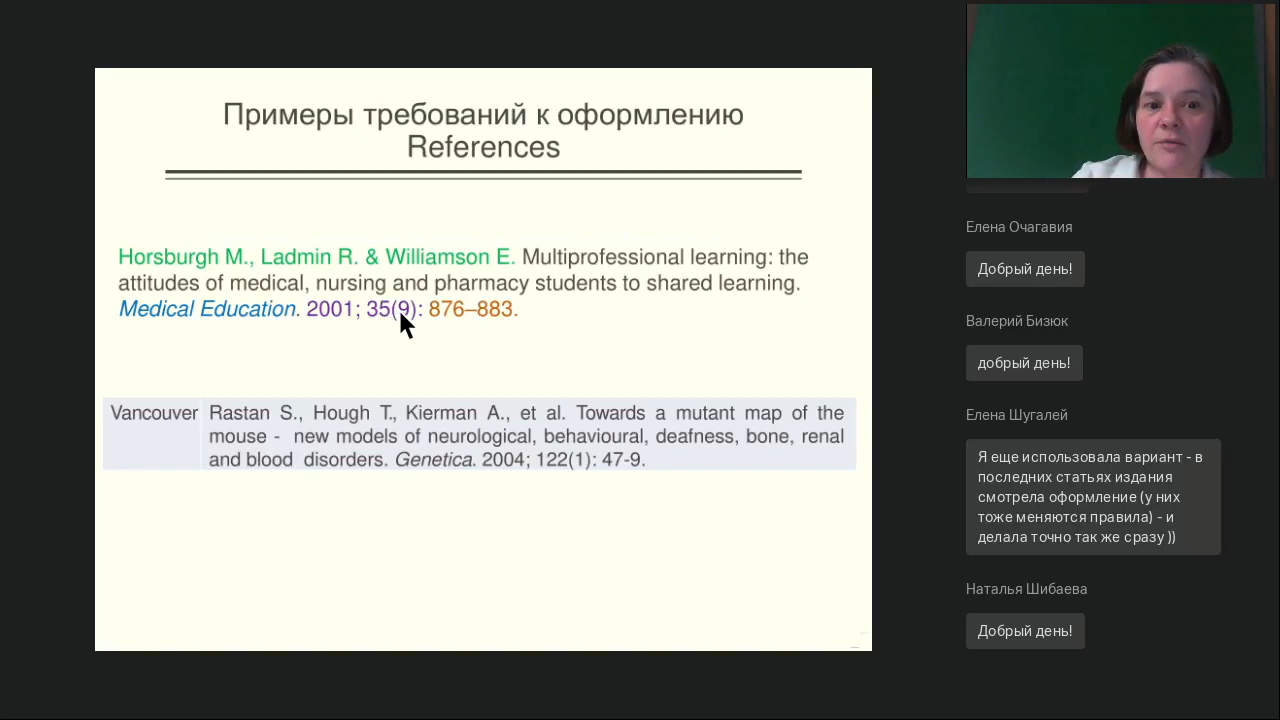 Примеры требований к оформлению
References
Horsburgh M., Ladmin R. & Williamson E. Multiprofessional learning: the
attitudes of medical, nursing and pharmacy students to shared learning.
Medical Education. 2001; 35(9): 876–883.
Vancouver
Rastan S., Hough T., Kierman A., et al. Towards a mutant map of the
mouse - new models of neurological, behavioural, deafness, bone, renal
and blood disorders. Genetica. 2004; 122(1): 47-9.
Елена Очагавия
Добрый день!
Валерий Бизюк
добрый день!
Елена Шугалей
Я еще использовала вариант - в
последних статьях издания
смотрела оформление (у них
тоже меняются правила) - и
делала точно так же сразу ))
Наталья Шибаева
Добрый день!